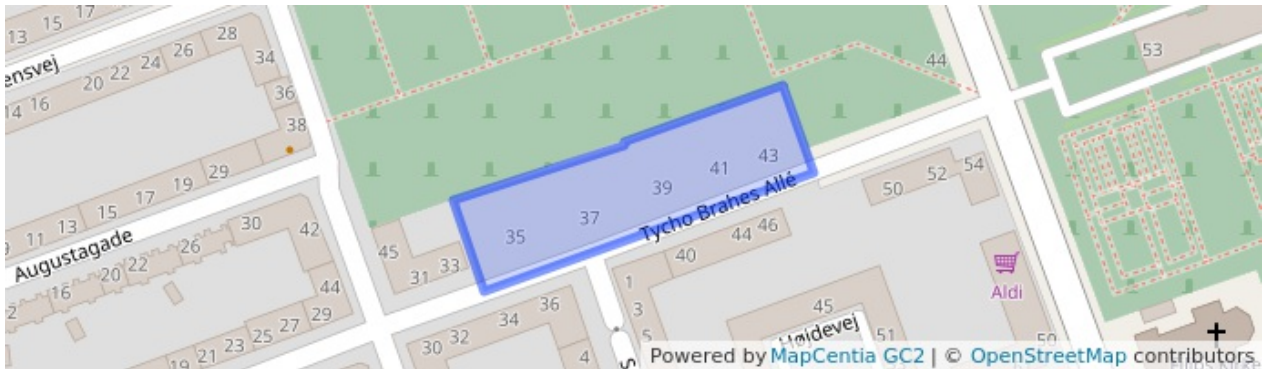 13 15 17
ensvej
14 16 20 22 24 26 28
34
36
38
44
53
11 13 15 17 19 29
Augustagade
16 20 22 26 30 42
44
19 21 23 25 27 29
45 31 33
35 37 39 41 43
Tycho Brahes Allé
30 32 34 36
4
1
3
5
40 44 46
50 52 54
Aldi
45
Højdevej
51
50
Powered by MapCentia GC2 | © OpenStreetMap contributors